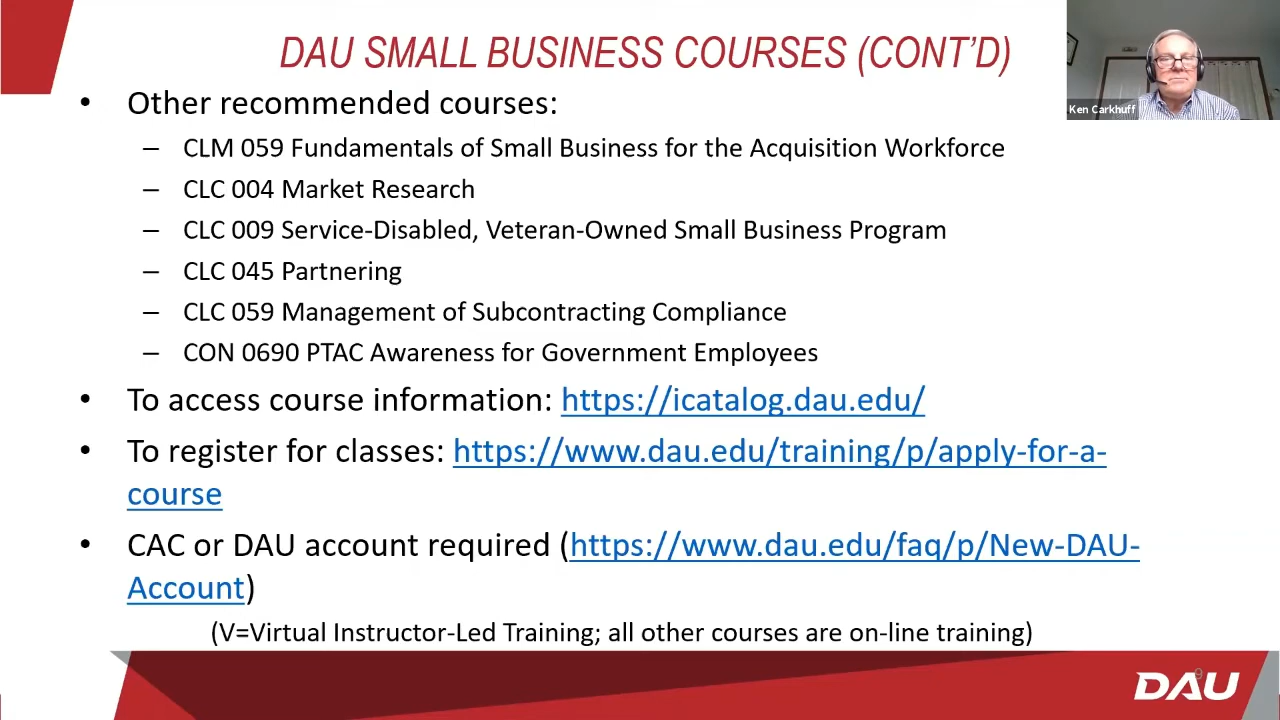 DAU SMALL BUSINESS COURSES (CONT'D)
Ken Carkhuff
• Other recommended courses:
– CLM 059 Fundamentals of Small Business for the Acquisition Workforce
– CLC 004 Market Research
– CLC 009 Service-Disabled, Veteran-Owned Small Business Program
– CLC 045 Partnering
– CLC 059 Management of Subcontracting Compliance
– CON 0690 PTAC Awareness for Government Employees
• To access course information: https://icatalog.dau.edu/
• To register for classes: https://www.dau.edu/training/p/apply-for-a-
course
• CAC or DAU account required (https://www.dau.edu/faq/p/New-DAU-
Account)
(V=Virtual Instructor-Led Training; all other courses are on-line training)
9
DAU